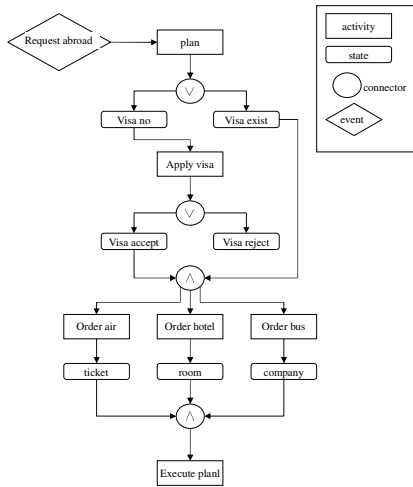 Request abroad
plan
activity
state
connector
event
∨
Visa no
Visa exist
Apply visa
∨
Visa accept
Visa reject
∧
Order air
Order hotel
Order bus
ticket
room
company
∧
Execute planl